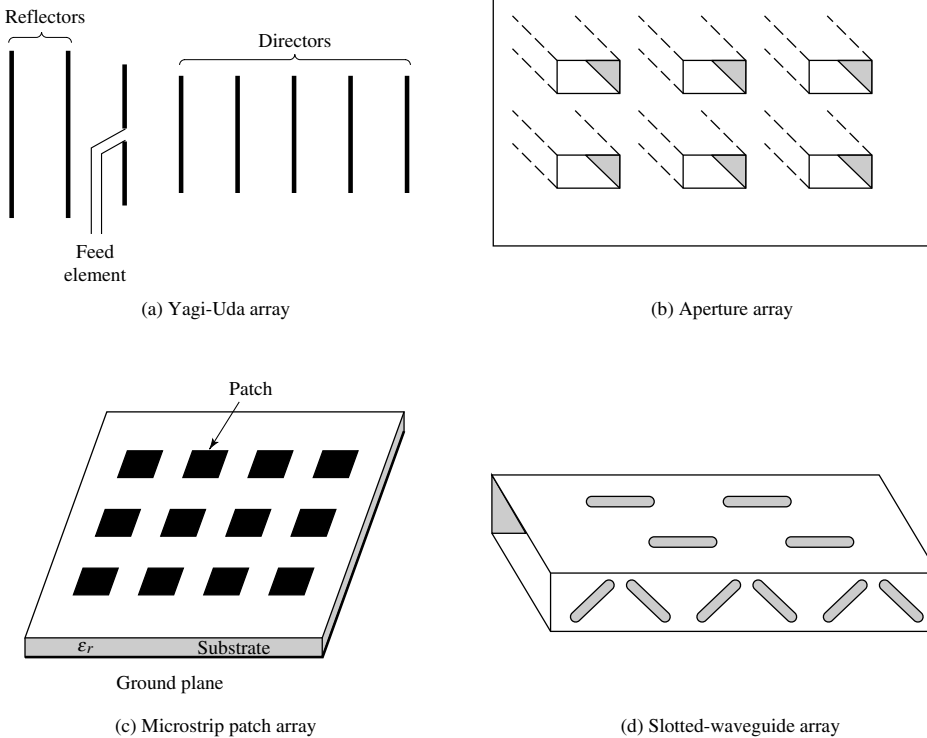 Reflectors
Directors
Feed
element
(a) Yagi-Uda array
(b) Aperture array
Patch
εr
Substrate
Ground plane
(c) Microstrip patch array
(d) Slotted-waveguide array